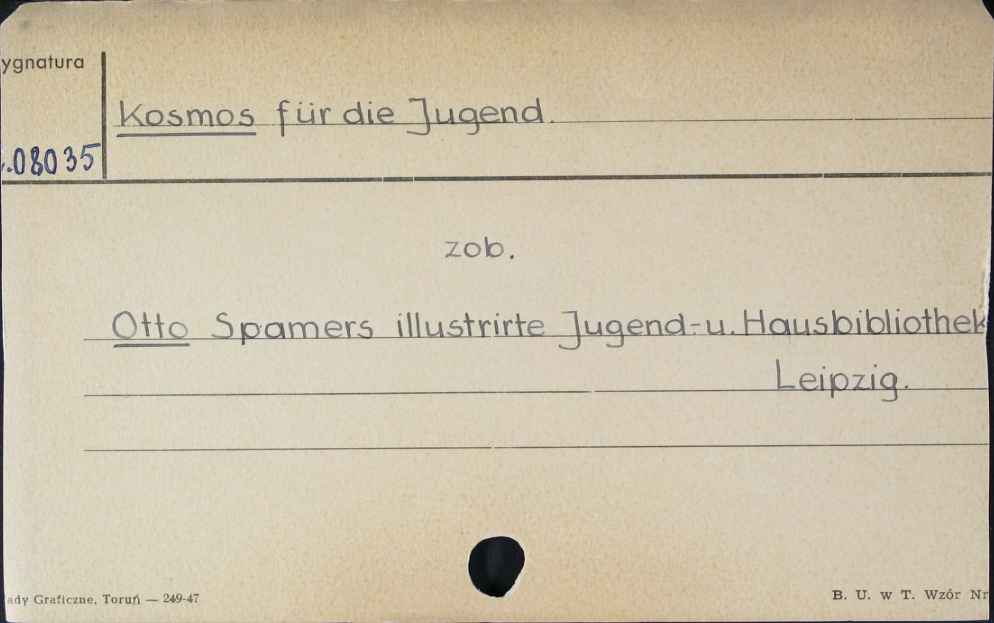 ygnatura
Kosmos für die Jugend.
.08035
zob.
Otto Spamers illustrirte Jugend-u. Hausbibliothek
Leipzig.
ady Graficzne, Toruń — 249-47
B. U. w T. Wzór Nr